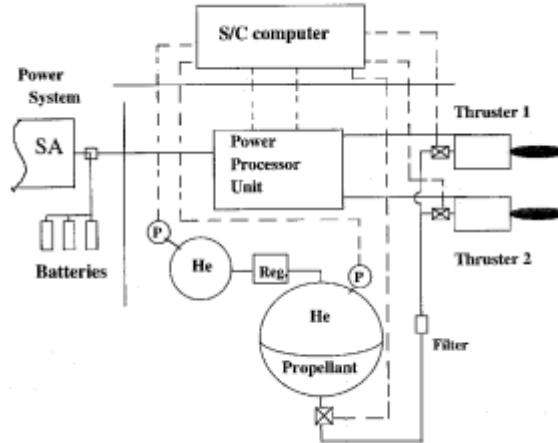 S/C computer
Power
System
SA
Batteries
Power
Processor
Unit
Thruster 1
Thruster 2
P
He
Reg.
P
He
Propellant
Filter